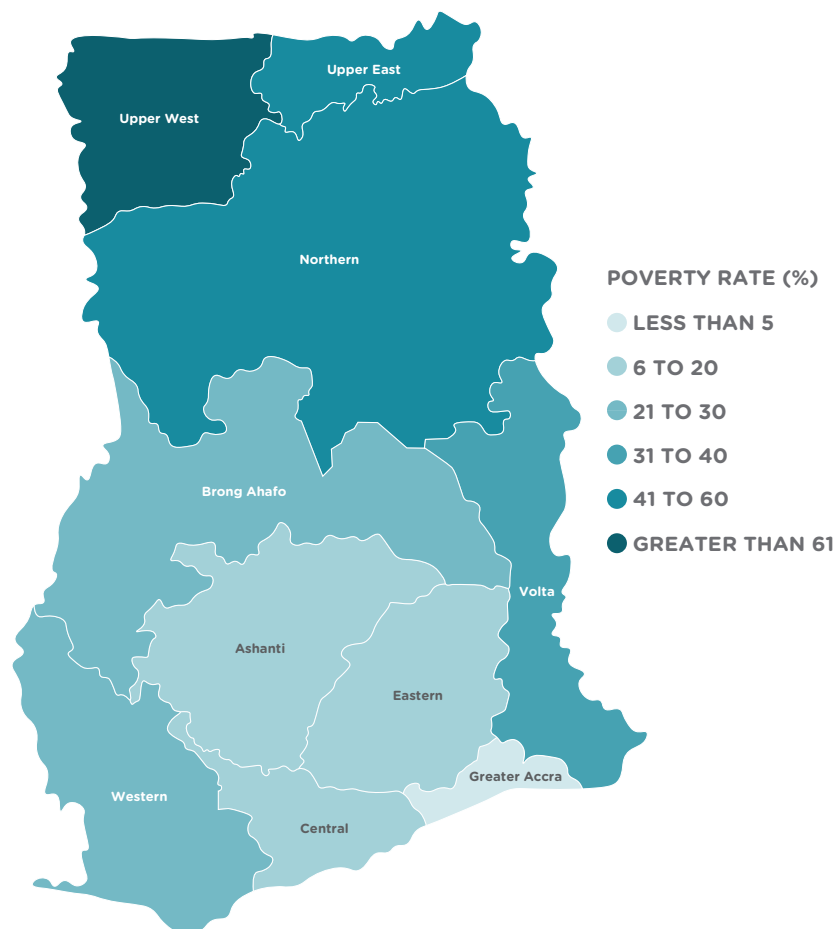 Upper East
Upper West
Northern
POVERTY RATE (%)
LESS THAN 5
6 TO 20
21 TO 30
31 TO 40
41 TO 60
GREATER THAN 61
Brong Ahafo
Volta
Ashanti
Eastern
Greater Accra
Western
Central